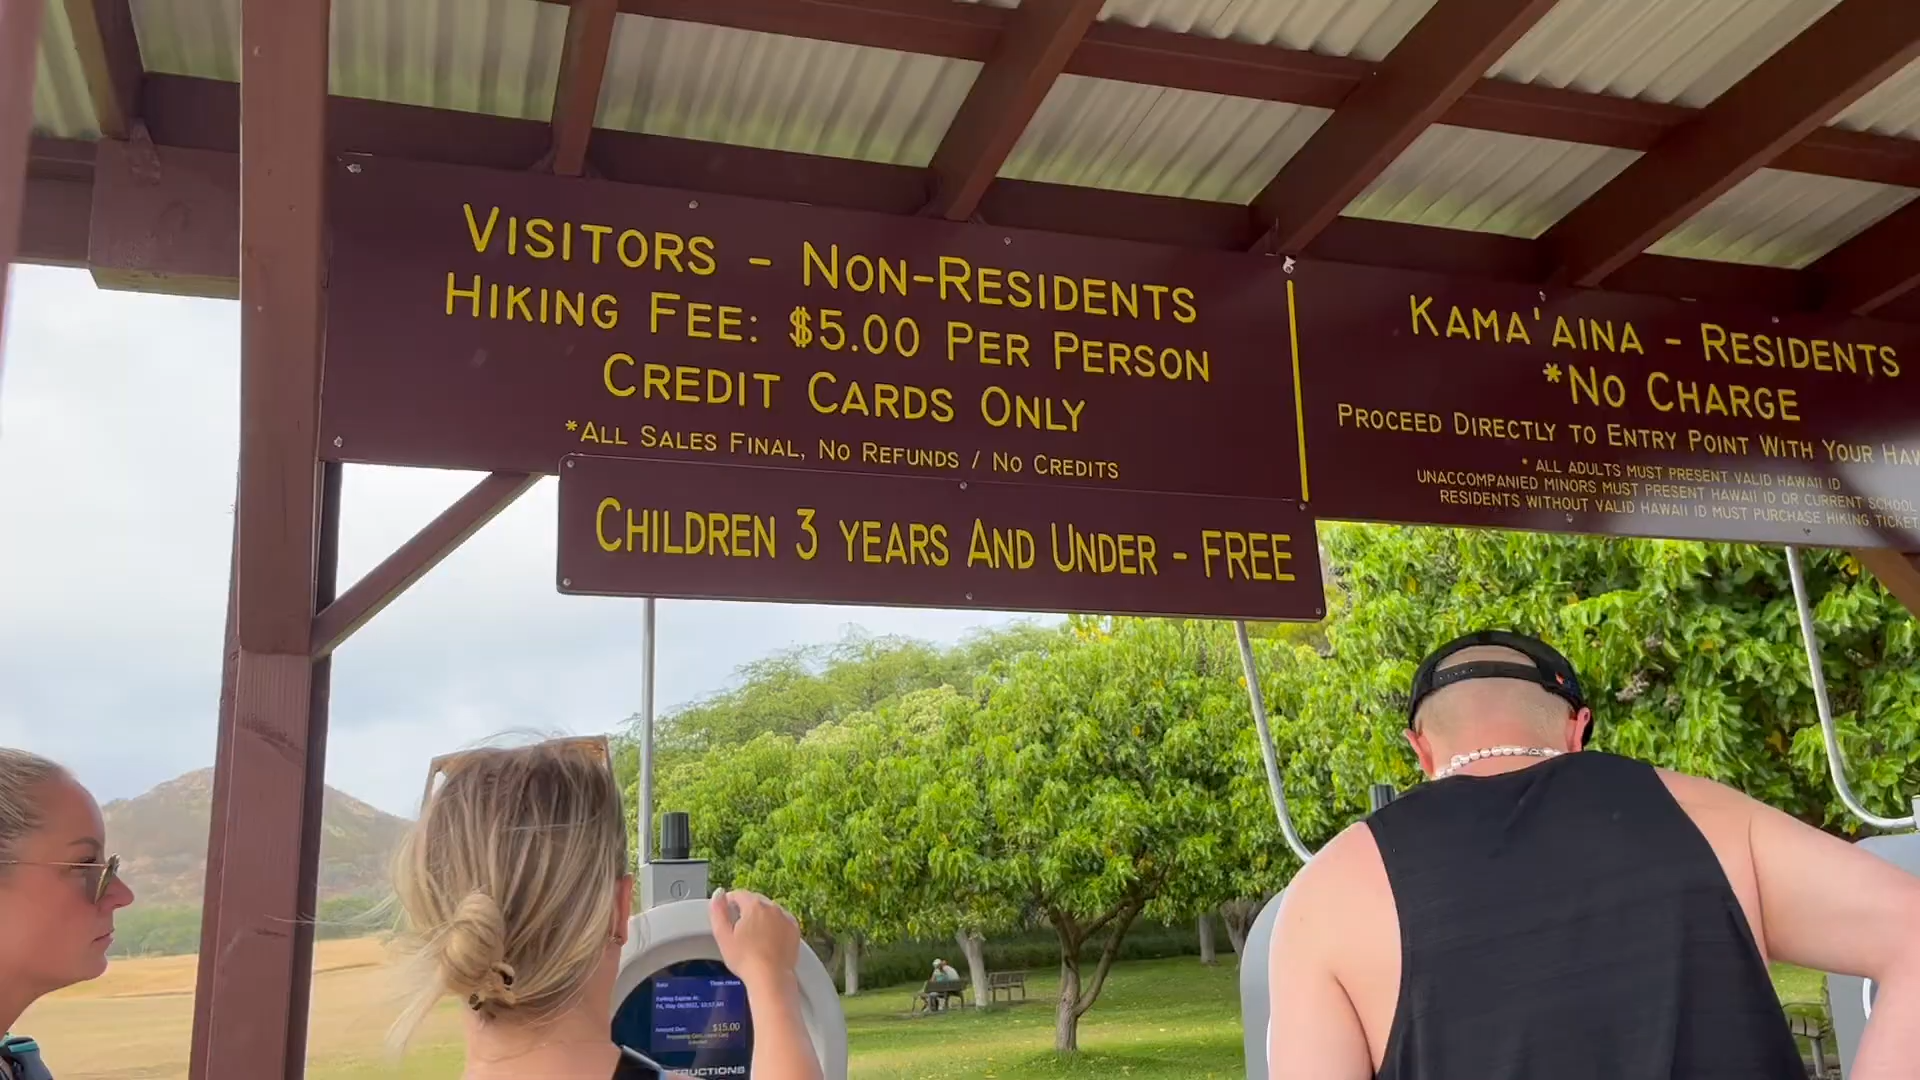 VISITORS - NON-RESIDENTS
HIKING FEE: $5.00 PER PERSON
CREDIT CARDS ONLY
*ALL SALES FINAL, NO REFUNDS / NO CREDITS
CHILDREN 3 YEARS AND UNDER - FREE
KAMA'AINA - RESIDENTS
*NO CHARGE
PROCEED DIRECTLY TO ENTRY POINT WITH YOUR HAW
* ALL ADULTS MUST PRESENT VALID HAWAII ID
UNACCOMPANIED MINORS MUST PRESENT HAWAII ID OR CURRENT SCHOOL
RESIDENTS WITHOUT VALID HAWAII ID MUST PURCHASE HIKING TICKET
$15.00